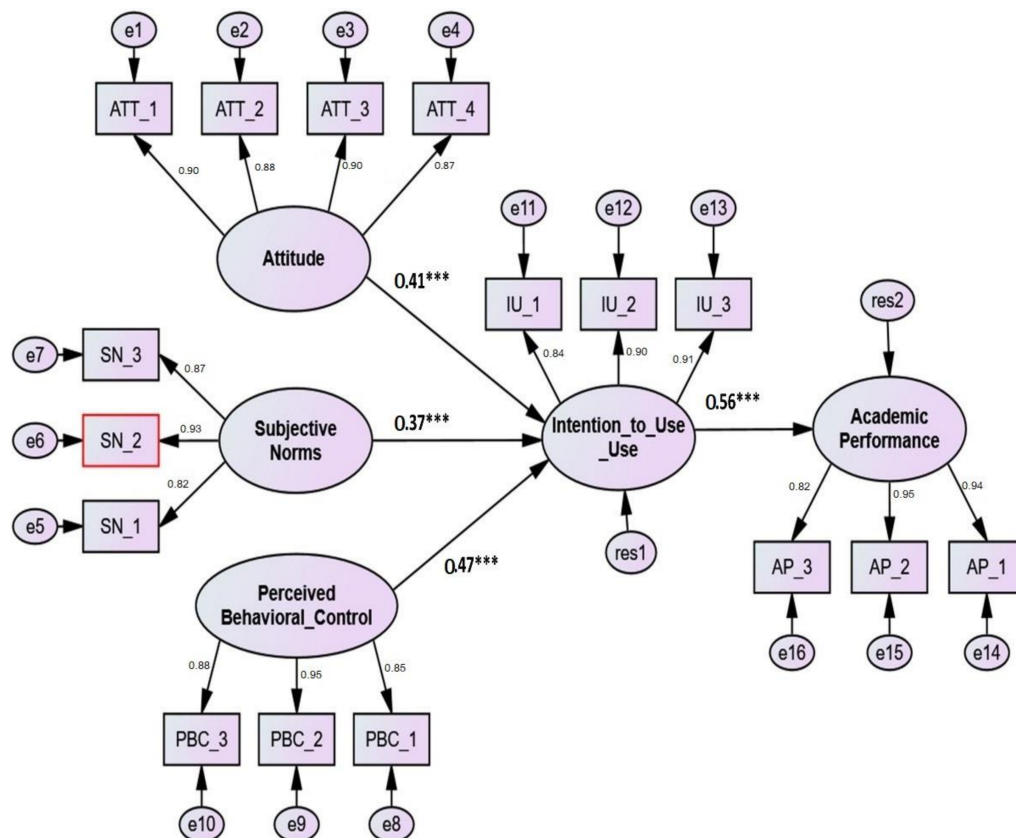 e1 e2 e3 e4
ATT_1 ATT_2 ATT_3 ATT_4
0.90 0.88 0.90 0.87
Attitude
e11 e12 e13
IU_1 IU_2 IU_3
0.84 0.90 0.91
0.41***
res2
e7 SN_3 0.87
e6 SN_2 0.93
e5 SN_1 0.82
Subjective
Norms
0.37***
Intention_to_Use
_Use
0.56***
Academic
Performance
0.82 0.95 0.94
AP_3 AP_2 AP_1
e16 e15 e14
res1
0.47***
Perceived
Behavioral_Control
0.88 0.95 0.85
PBC_3 PBC_2 PBC_1
e10 e9 e8